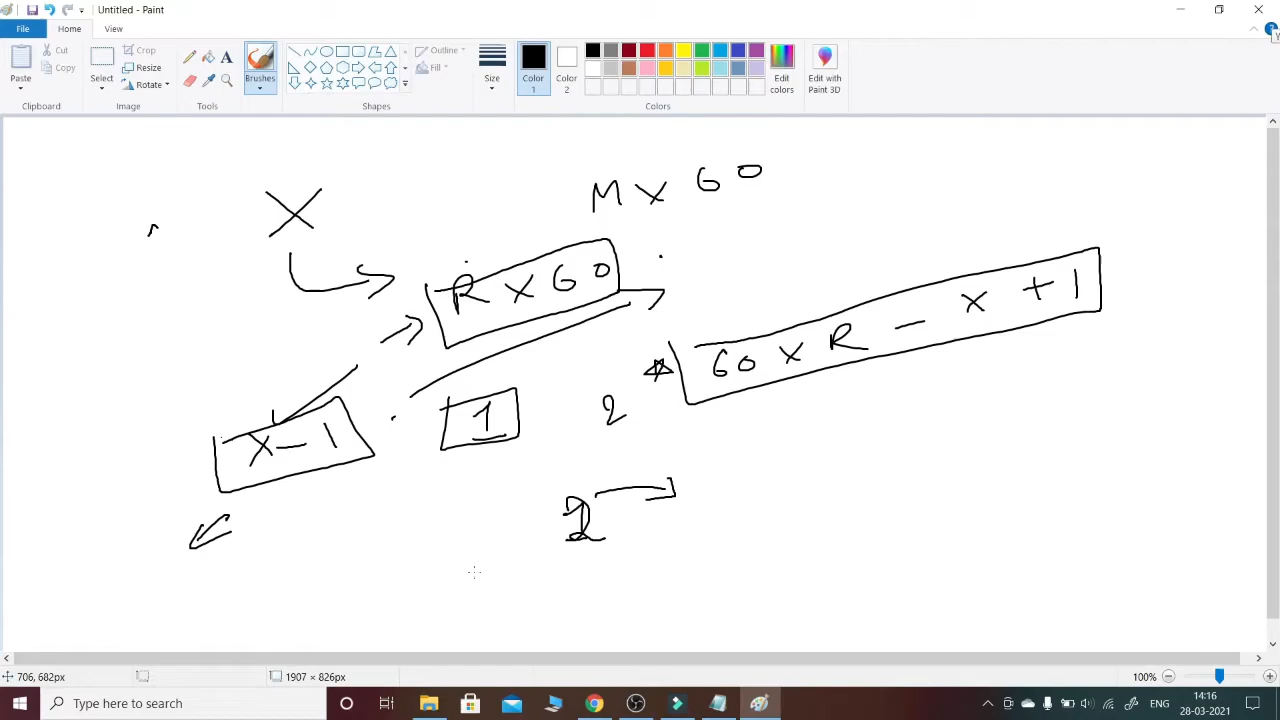 Untitled - Paint
File Home View
Paste
Cut
Copy
Clipboard
Select
Crop
Resize
Rotate
Image
A
Tools
Brushes
Outline
Fill
Shapes
Size
Color 1
Color 2
Edit colors
Colors
Edit with Paint 3D
X
M X 60
R X 60
60 X R - X + 1
X - 1
1
2
2
706, 682px
1907 × 826px
100%
Type here to search
ENG
14:16
28-03-2021